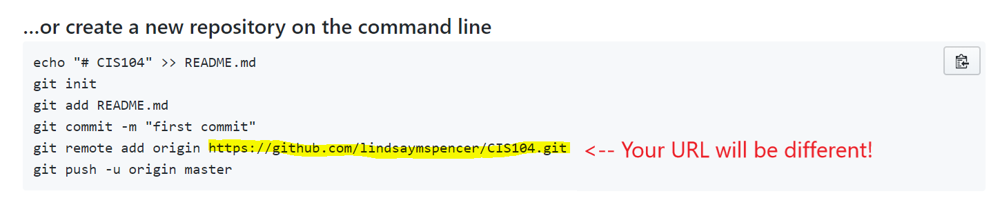 ...or create a new repository on the command line
echo "# CIS104" >> README.md
git init
git add README.md
git commit -m "first commit"
git remote add origin https://github.com/lindsaymspencer/CIS104.git <-- Your URL will be different!
git push -u origin master